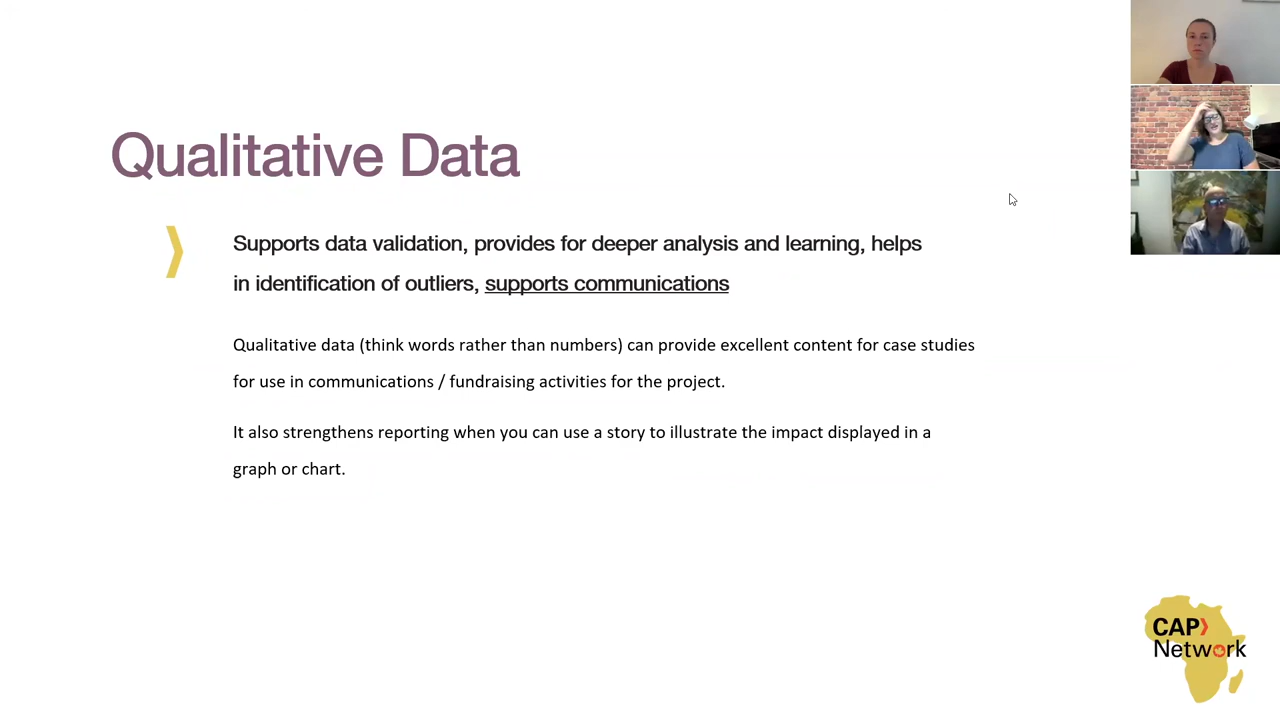 Qualitative Data
Supports data validation, provides for deeper analysis and learning, helps
in identification of outliers, supports communications
Qualitative data (think words rather than numbers) can provide excellent content for case studies
for use in communications / fundraising activities for the project.
It also strengthens reporting when you can use a story to illustrate the impact displayed in a
graph or chart.
CAP
Network